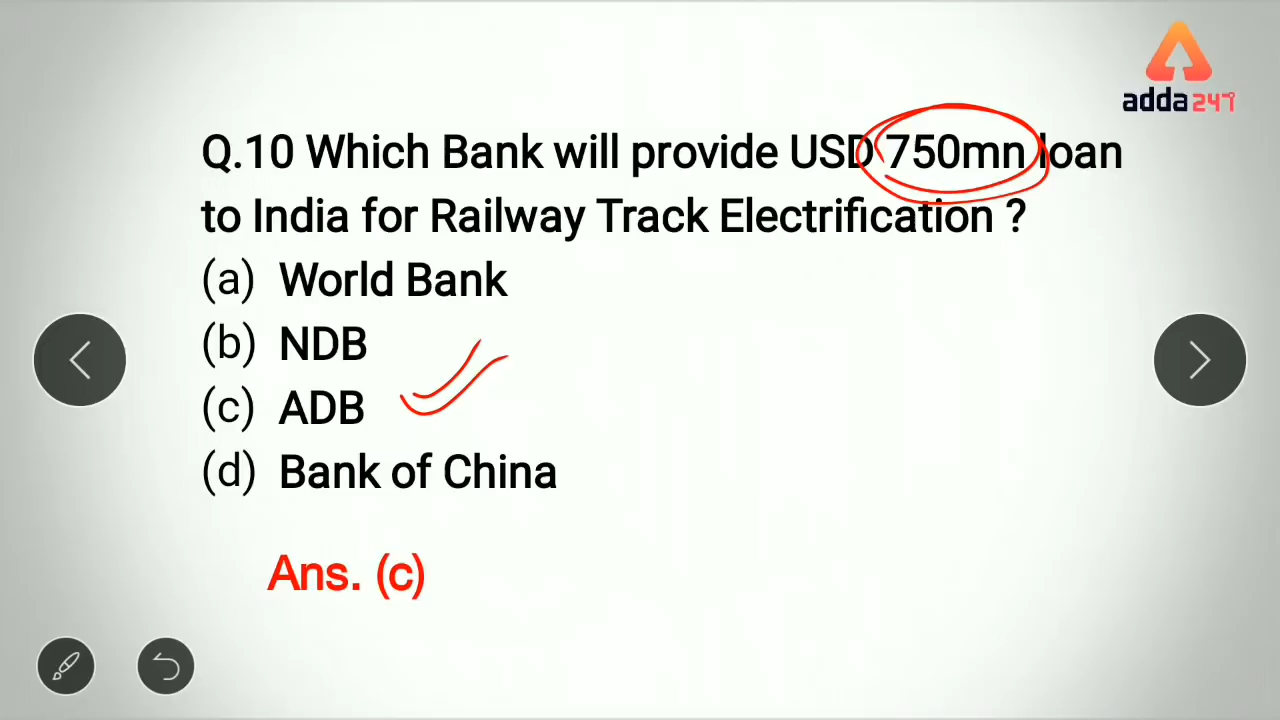 adda247
Q.10 Which Bank will provide USD 750mn loan
to India for Railway Track Electrification ?
(a) World Bank
(b) NDB
(c) ADB
(d) Bank of China
Ans. (c)